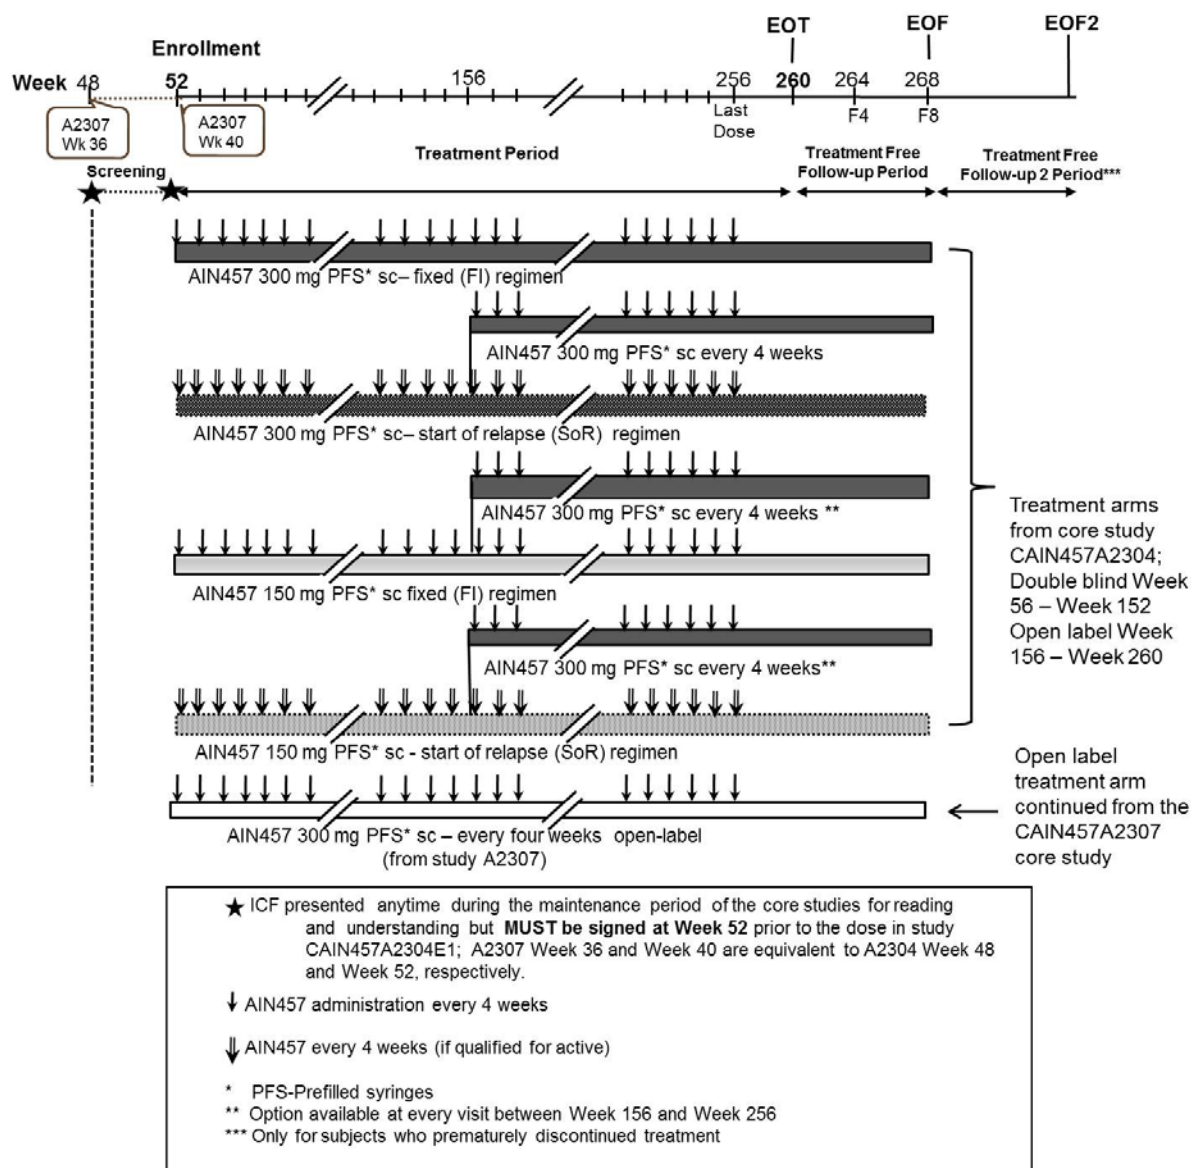 EOT
EOF
EOF2
Enrollment
Week 48
52
156
256
260
264
268
A2307
Wk 36
A2307
Wk 40
Last
Dose
F4
F8
Screening
Treatment Period
Treatment Free
Follow-up Period
Treatment Free
Follow-up 2 Period***
AIN457 300 mg PFS* sc– fixed (FI) regimen
AIN457 300 mg PFS* sc every 4 weeks
AIN457 300 mg PFS* sc– start of relapse (SoR) regimen
AIN457 300 mg PFS* sc every 4 weeks **
AIN457 150 mg PFS* sc fixed (FI) regimen
AIN457 300 mg PFS* sc every 4 weeks**
AIN457 150 mg PFS* sc - start of relapse (SoR) regimen
AIN457 300 mg PFS* sc – every four weeks open-label
(from study A2307)
Treatment arms
from core study
CAIN457A2304;
Double blind Week
56 – Week 152
Open label Week
156 – Week 260
Open label
treatment arm
continued from the
CAIN457A2307
core study
ICF presented anytime during the maintenance period of the core studies for reading
and understanding but MUST be signed at Week 52 prior to the dose in study
CAIN457A2304E1; A2307 Week 36 and Week 40 are equivalent to A2304 Week 48
and Week 52, respectively.
AIN457 administration every 4 weeks
AIN457 every 4 weeks (if qualified for active)
* PFS-Prefilled syringes
** Option available at every visit between Week 156 and Week 256
*** Only for subjects who prematurely discontinued treatment